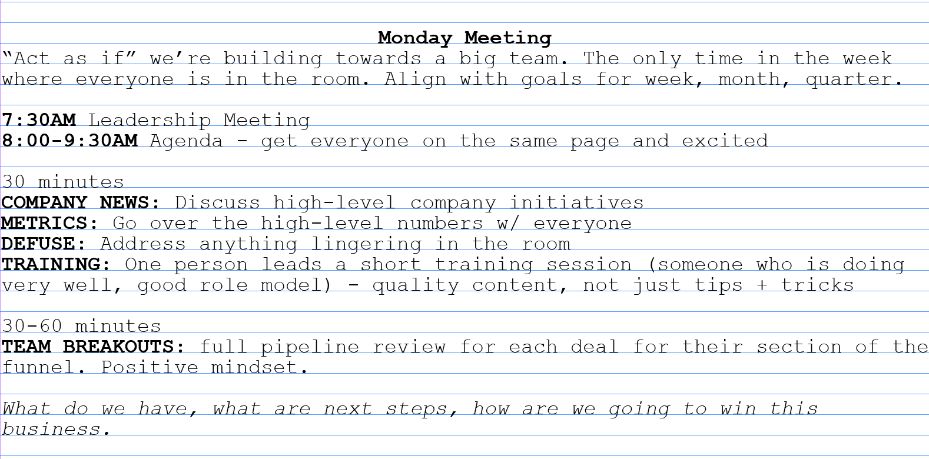 Monday Meeting
“Act as if” we’re building towards a big team. The only time in the week
where everyone is in the room. Align with goals for week, month, quarter.
7:30AM Leadership Meeting
8:00-9:30AM Agenda – get everyone on the same page and excited
30 minutes
COMPANY NEWS: Discuss high-level company initiatives
METRICS: Go over the high-level numbers w/ everyone
DEFUSE: Address anything lingering in the room
TRAINING: One person leads a short training session (someone who is doing
very well, good role model) - quality content, not just tips + tricks
30-60 minutes
TEAM BREAKOUTS: full pipeline review for each deal for their section of the
funnel. Positive mindset.
What do we have, what are next steps, how are we going to win this
business.